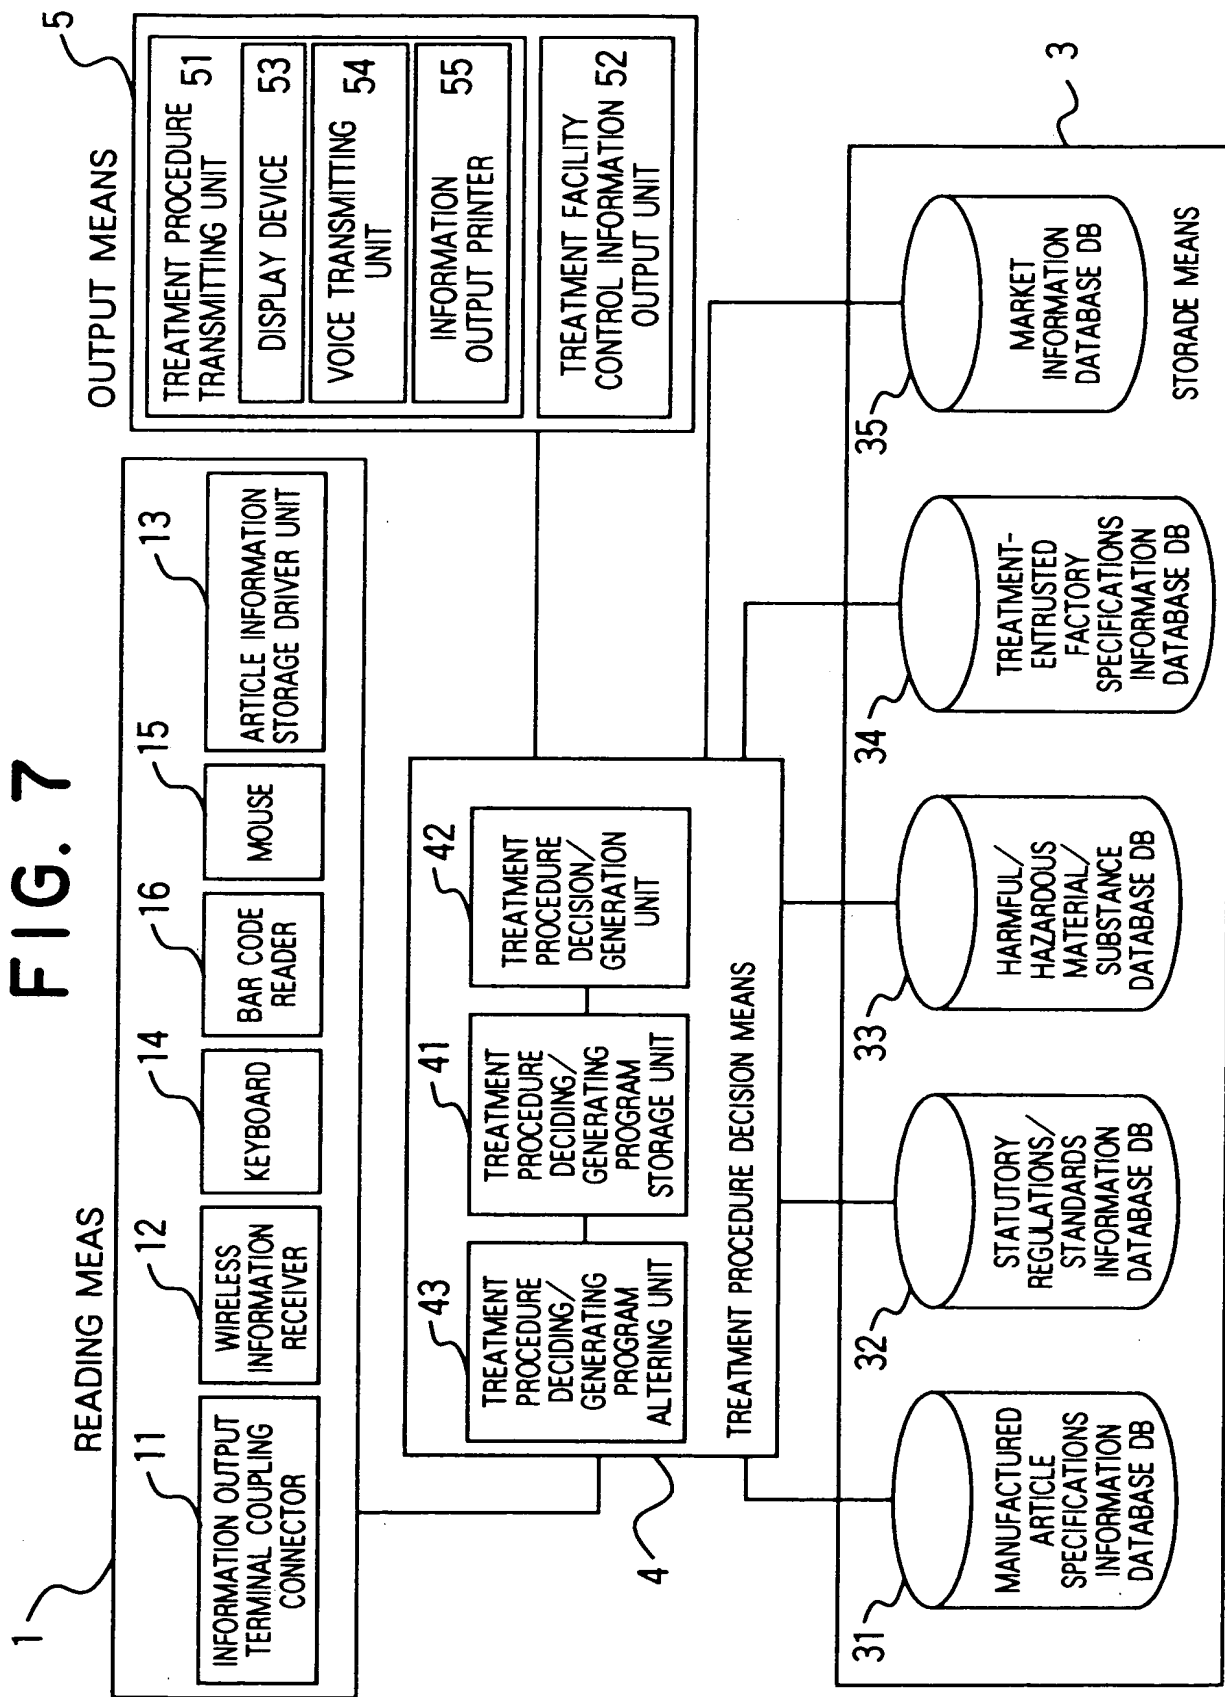 FIG. 7
1
READING MEAS
11
INFORMATION OUTPUT
TERMINAL COUPLING
CONNECTOR
12
WIRELESS
INFORMATION
RECEIVER
14
KEYBOARD
16
BAR CODE
READER
15
MOUSE
13
ARTICLE INFORMATION
STORAGE DRIVER UNIT
OUTPUT MEANS
5
TREATMENT PROCEDURE
TRANSMITTING UNIT 51
DISPLAY DEVICE 53
VOICE TRANSMITTING
UNIT 54
INFORMATION
OUTPUT PRINTER 55
TREATMENT FACILITY
CONTROL INFORMATION 52
OUTPUT UNIT
4
43
TREATMENT
PROCEDURE
DECIDING/
GENERATING
PROGRAM
ALTERING UNIT
41
TREATMENT
PROCEDURE
DECIDING/
GENERATING
PROGRAM
STORAGE UNIT
42
TREATMENT
PROCEDURE
DECISION/
GENERATION
UNIT
TREATMENT PROCEDURE DECISION MEANS
3
31
MANUFACTURED
ARTICLE
SPECIFICATIONS
INFORMATION
DATABASE DB
32
STATUTORY
REGULATIONS/
STANDARDS
INFORMATION
DATABASE DB
33
HARMFUL/
HAZARDOUS
MATERIAL/
SUBSTANCE
DATABASE DB
34
TREATMENT-
ENTRUSTED
FACTORY
SPECIFICATIONS
INFORMATION
DATABASE DB
35
MARKET
INFORMATION
DATABASE DB
STORADE MEANS